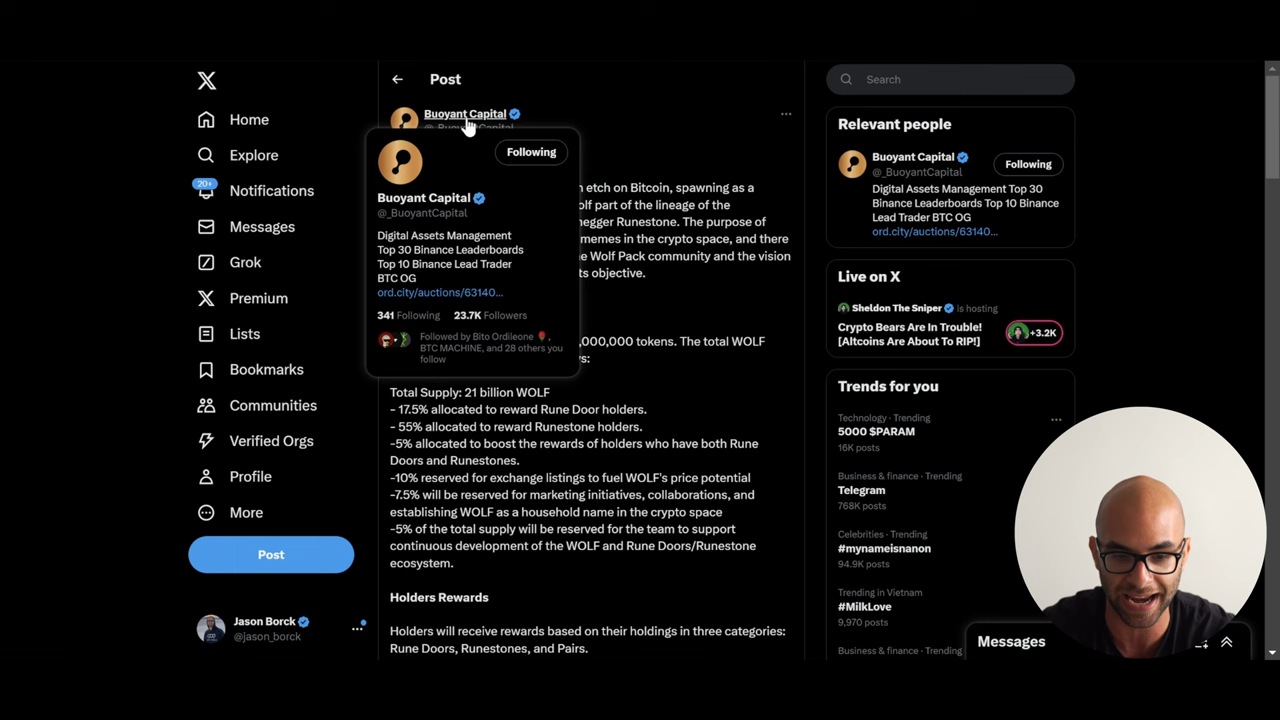 Home
Explore
20+
Notifications
Messages
Grok
Premium
Lists
Bookmarks
Communities
Verified Orgs
Profile
More
Post
Jason Borck
@jason_borck
Post
Buoyant Capital
@_BuoyantCapital
Following
Buoyant Capital
@_BuoyantCapital
Digital Assets Management
Top 30 Binance Leaderboards
Top 10 Binance Lead Trader
BTC OG
ord.city/auctions/63140…
341 Following 23.7K Followers
Followed by Bito Ordileone 🎈,
BTC MACHINE, and 28 others you
follow
etch on Bitcoin, spawning as a
olf part of the lineage of the
negger Runestone. The purpose of
memes in the crypto space, and there
e Wolf Pack community and the vision
ts objective.
,000,000 tokens. The total WOLF
s:
Total Supply: 21 billion WOLF
- 17.5% allocated to reward Rune Door holders.
- 55% allocated to reward Runestone holders.
-5% allocated to boost the rewards of holders who have both Rune
Doors and Runestones.
-10% reserved for exchange listings to fuel WOLF's price potential
-7.5% will be reserved for marketing initiatives, collaborations, and
establishing WOLF as a household name in the crypto space
-5% of the total supply will be reserved for the team to support
continuous development of the WOLF and Rune Doors/Runestone
ecosystem.
Holders Rewards
Holders will receive rewards based on their holdings in three categories:
Rune Doors, Runestones, and Pairs.
Search
Relevant people
Buoyant Capital
@_BuoyantCapital
Following
Digital Assets Management Top 30
Binance Leaderboards Top 10 Binance
Lead Trader BTC OG
ord.city/auctions/63140…
Live on X
Sheldon The Sniper is hosting
Crypto Bears Are In Trouble!
[Altcoins Are About To RIP!]
+3.2K
Trends for you
Technology · Trending
5000 $PARAM
16K posts
Business & finance · Trending
Telegram
768K posts
Celebrities · Trending
#mynameisnanon
94.9K posts
Trending in Vietnam
#MilkLove
9,970 posts
Business & finance · Trending
Messages